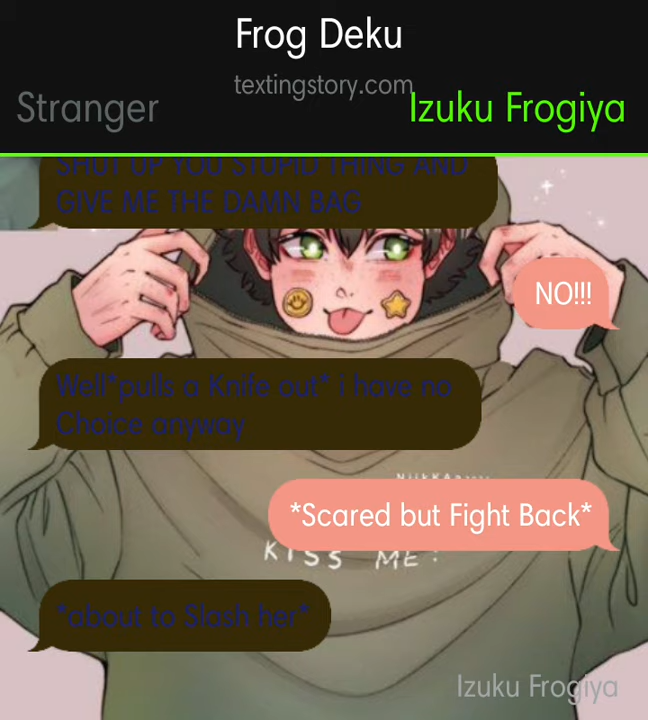 Frog Deku
textingstory.com
Stranger
Izuku Frogiya
SHUT UP YOU STUPID THING AND
GIVE ME THE DAMN BAG
NO!!!
Well*pulls a Knife out* i have no
Choice anyway
*Scared but Fight Back*
KISS ME
*about to Slash her*
Izuku Frogiya